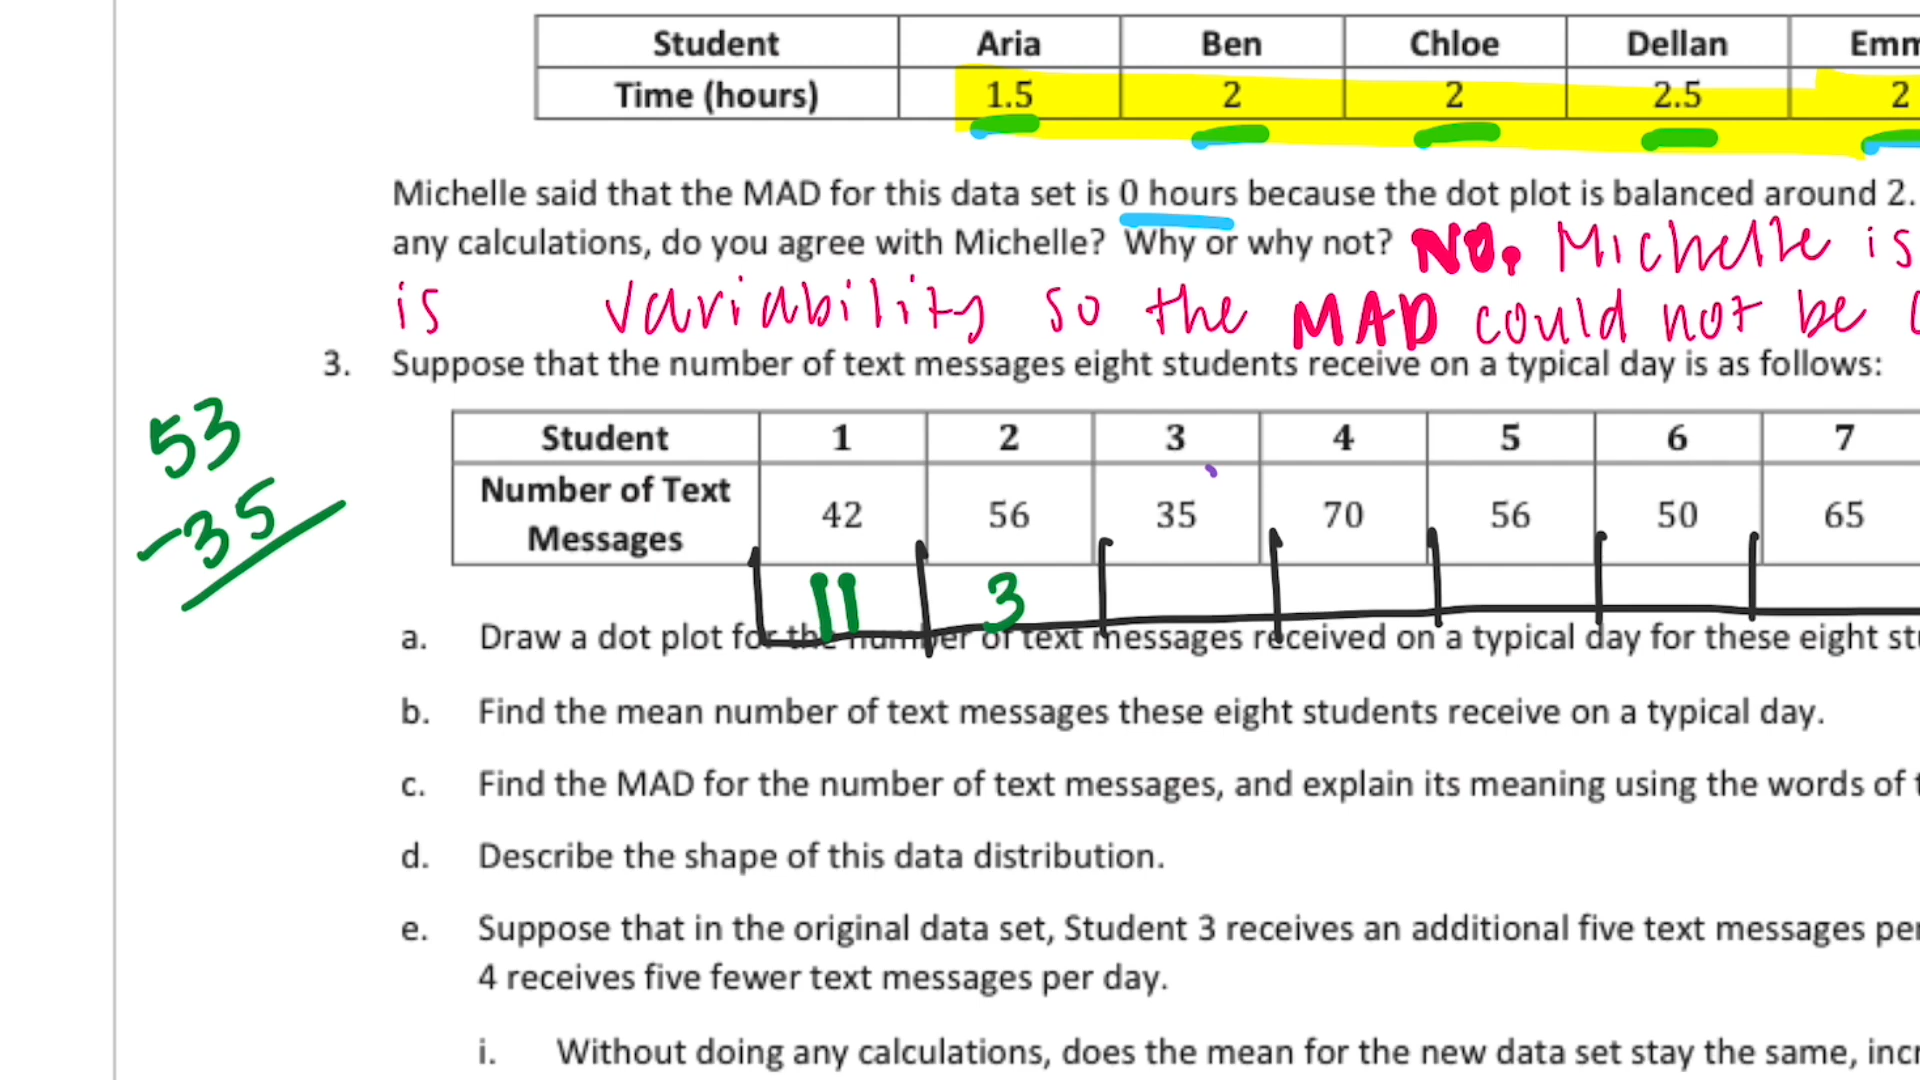 Student Aria Ben Chloe Dellan
Time (hours) 1.5 2 2 2.5 2
Michelle said that the MAD for this data set is 0 hours because the dot plot is balanced around 2.
any calculations, do you agree with Michelle? Why or why not? NO. Michelle is
is variability so the MAD could not be
3. Suppose that the number of text messages eight students receive on a typical day is as follows:
53
-35
Student 1 2 3 4 5 6 7
Number of Text Messages 42 56 35 70 56 50 65
11 3
a. Draw a dot plot for the number of text messages received on a typical day for these eight
b. Find the mean number of text messages these eight students receive on a typical day.
c. Find the MAD for the number of text messages, and explain its meaning using the words of
d. Describe the shape of this data distribution.
e. Suppose that in the original data set, Student 3 receives an additional five text messages
4 receives five fewer text messages per day.
i. Without doing any calculations, does the mean for the new data set stay the same,